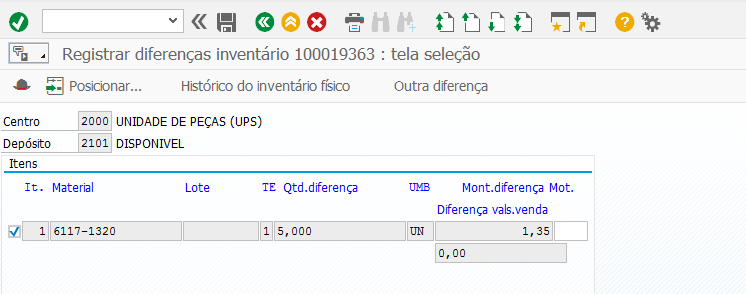 Registrar diferenças inventário 100019363 : tela seleção
Posicionar... Histórico do inventário físico Outra diferença
Centro 2000 UNIDADE DE PEÇAS (UPS)
Depósito 2101 DISPONIVEL
Itens
It. Material Lote TE Qtd.diferença UMB Mont.diferença Mot.
Diferença vals.venda
1 6117-1320 1 5,000 UN 1,35
0,00